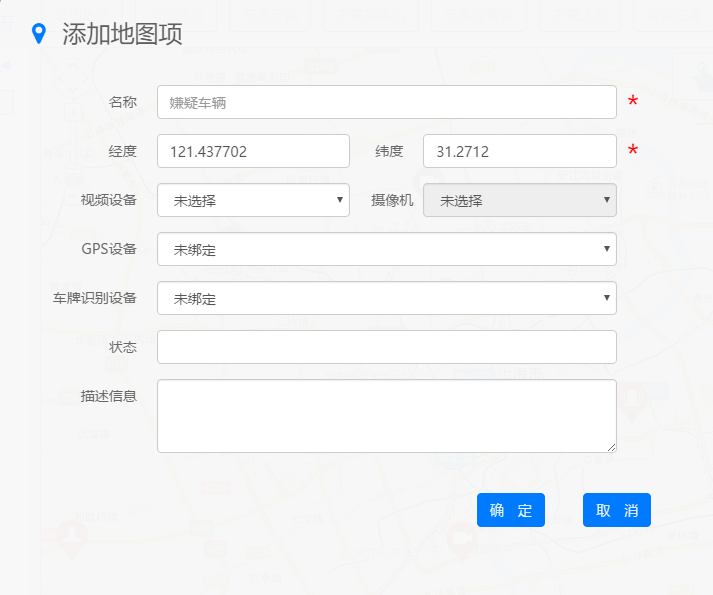 添加地图项
名称 嫌疑车辆 *
经度 121.437702 纬度 31.2712 *
视频设备 未选择 摄像机 未选择
GPS设备 未绑定
车牌识别设备 未绑定
状态
描述信息
确 定 取 消